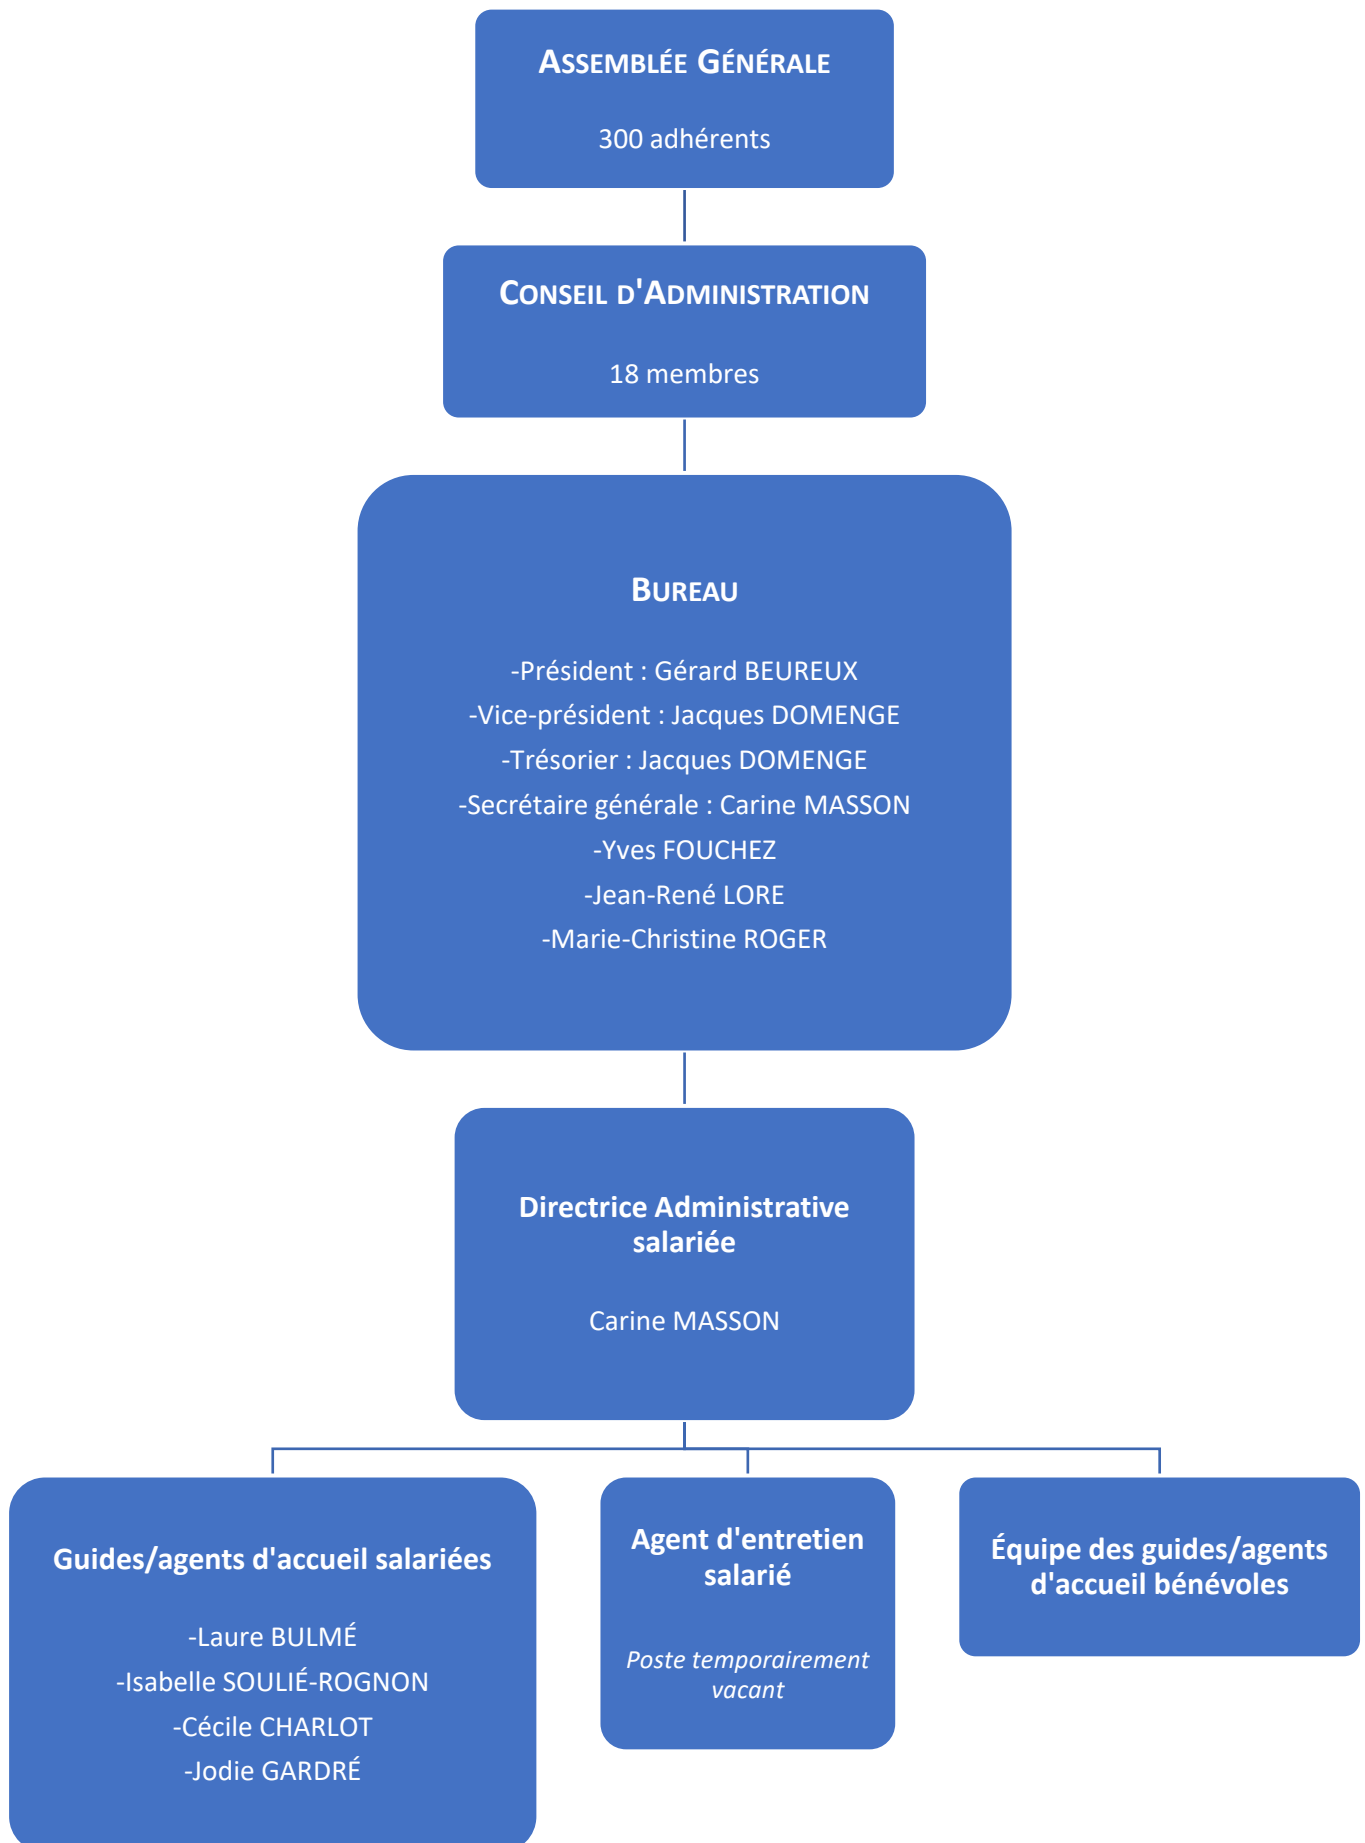 ASSEMBLÉE GÉNÉRALE
300 adhérents
CONSEIL D'ADMINISTRATION
18 membres
BUREAU
-Président : Gérard BEUREUX
-Vice-président : Jacques DOMENGE
-Trésorier : Jacques DOMENGE
-Secrétaire générale : Carine MASSON
-Yves FOUCHEZ
-Jean-René LORE
-Marie-Christine ROGER
Directrice Administrative
salariée
Carine MASSON
Guides/agents d'accueil salariées
-Laure BULMÉ
-Isabelle SOULIÉ-ROGNON
-Cécile CHARLOT
-Jodie GARDRÉ
Agent d'entretien
salarié
Poste temporairement
vacant
Équipe des guides/agents
d'accueil bénévoles